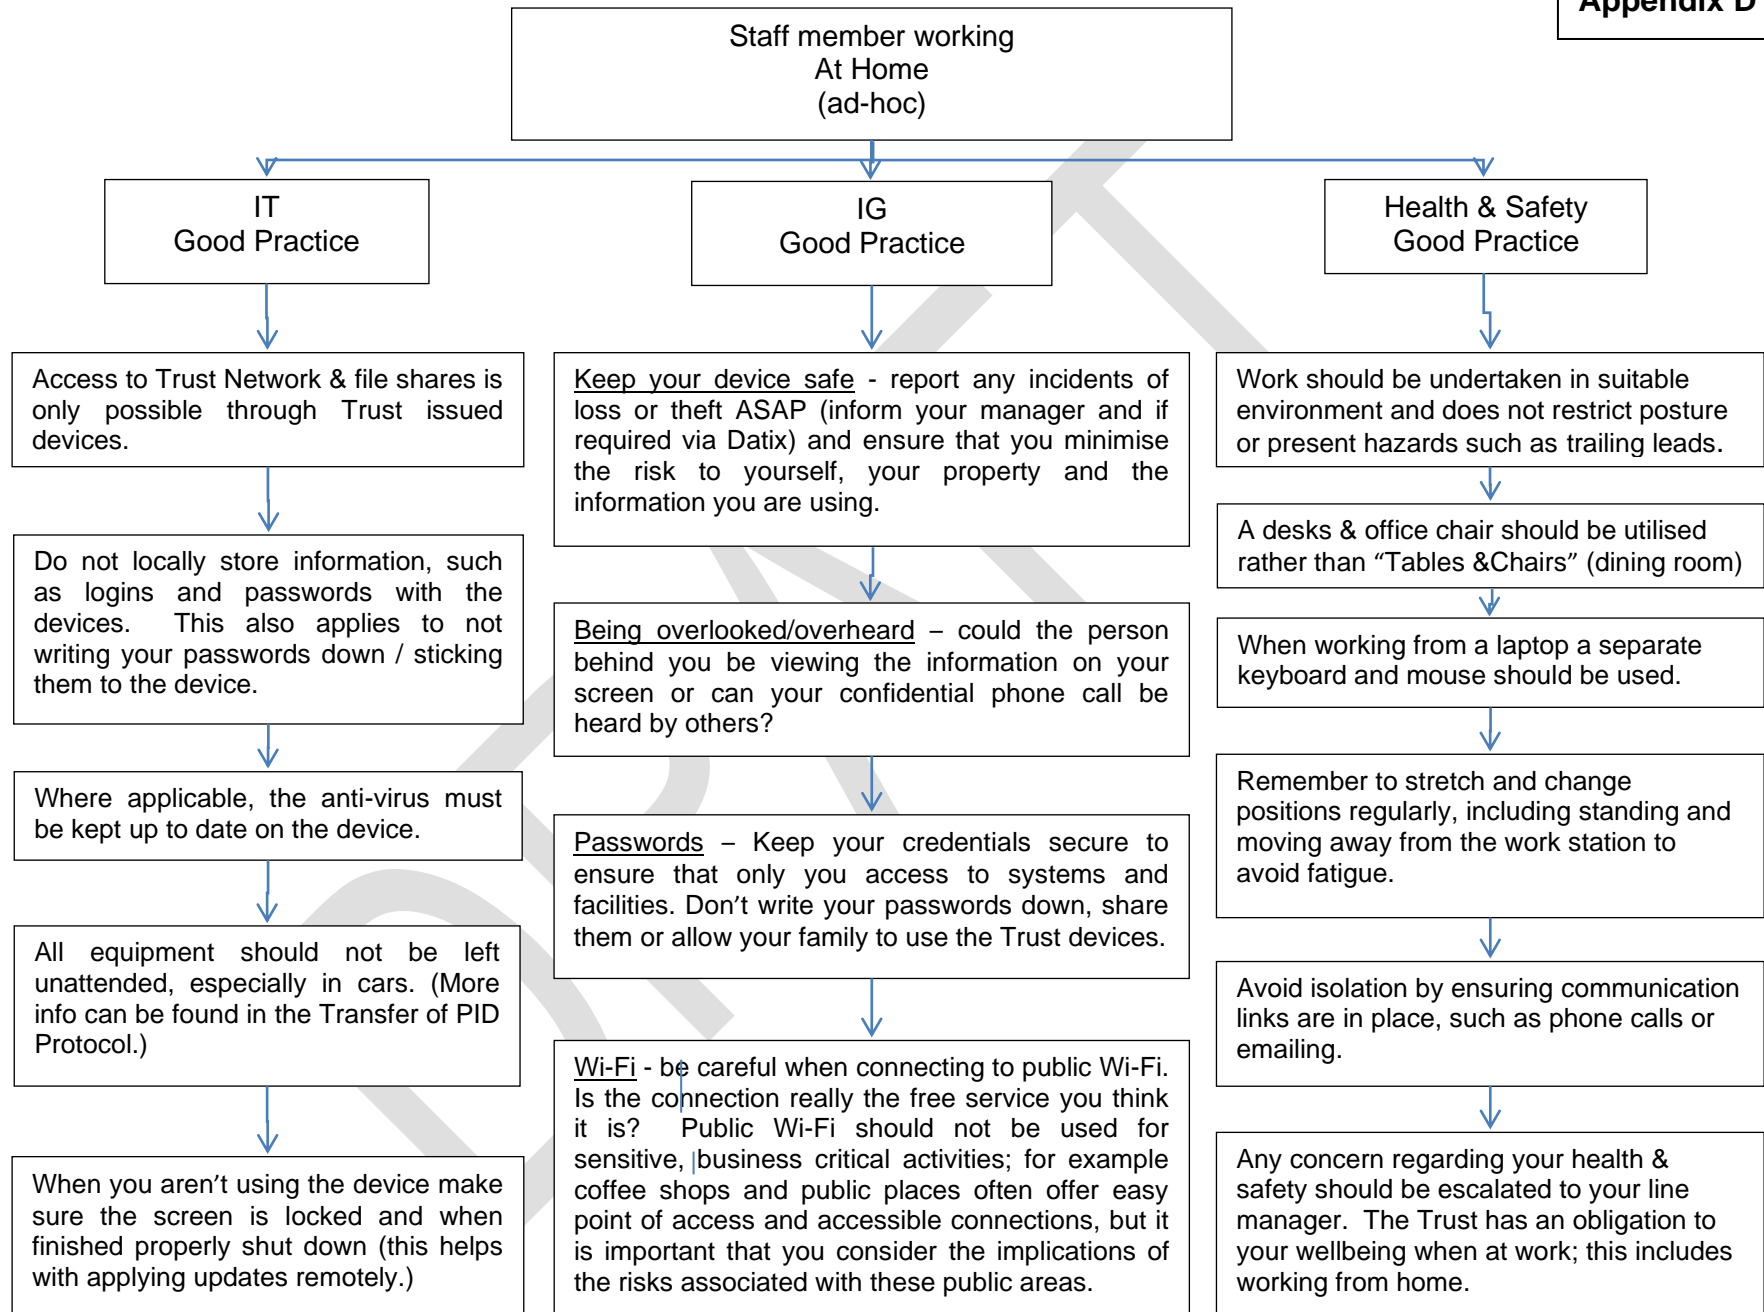 Appendix D
Staff member working
At Home
(ad-hoc)
IT
Good Practice
Access to Trust Network & file shares is
only possible through Trust issued
devices.
Do not locally store information, such
as logins and passwords with the
devices. This also applies to not
writing your passwords down / sticking
them to the device.
Where applicable, the anti-virus must
be kept up to date on the device.
All equipment should not be left
unattended, especially in cars. (More
info can be found in the Transfer of PID
Protocol.)
When you aren't using the device make
sure the screen is locked and when
finished properly shut down (this helps
with applying updates remotely.)
IG
Good Practice
Keep your device safe - report any incidents of
loss or theft ASAP (inform your manager and if
required via Datix) and ensure that you minimise
the risk to yourself, your property and the
information you are using.
Being overlooked/overheard – could the person
behind you be viewing the information on your
screen or can your confidential phone call be
heard by others?
Passwords – Keep your credentials secure to
ensure that only you access to systems and
facilities. Don't write your passwords down, share
them or allow your family to use the Trust devices.
Wi-Fi - be careful when connecting to public Wi-Fi.
Is the connection really the free service you think
it is? Public Wi-Fi should not be used for
sensitive, business critical activities; for example
coffee shops and public places often offer easy
point of access and accessible connections, but it
is important that you consider the implications of
the risks associated with these public areas.
Health & Safety
Good Practice
Work should be undertaken in suitable
environment and does not restrict posture
or present hazards such as trailing leads.
A desks & office chair should be utilised
rather than “Tables &Chairs” (dining room)
When working from a laptop a separate
keyboard and mouse should be used.
Remember to stretch and change
positions regularly, including standing and
moving away from the work station to
avoid fatigue.
Avoid isolation by ensuring communication
links are in place, such as phone calls or
emailing.
Any concern regarding your health &
safety should be escalated to your line
manager. The Trust has an obligation to
your wellbeing when at work; this includes
working from home.
DRAFT